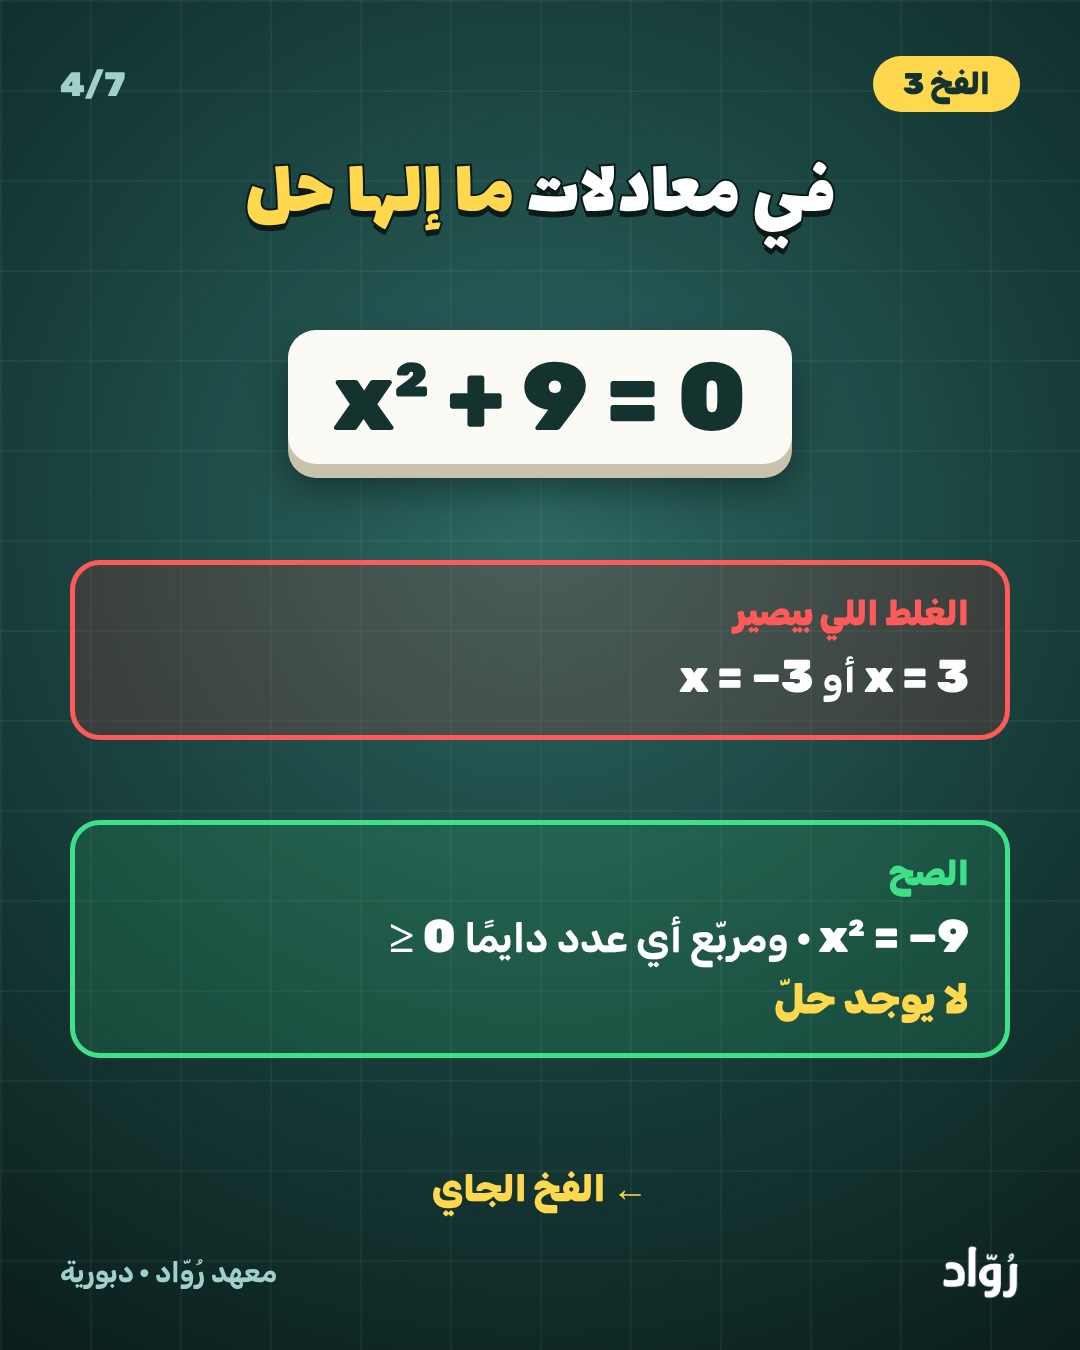 الفخ 3
4/7
في معادلات ما إلها حل
x² + 9 = 0
الغلط اللي بيصير
x = 3 أو x = −3
الصح
x² = −9 • ومربّع أي عدد دايمًا 0 ≤
لا يوجد حلّ
← الفخ الجاي
رُوّاد
معهد رُوّاد • دبورية